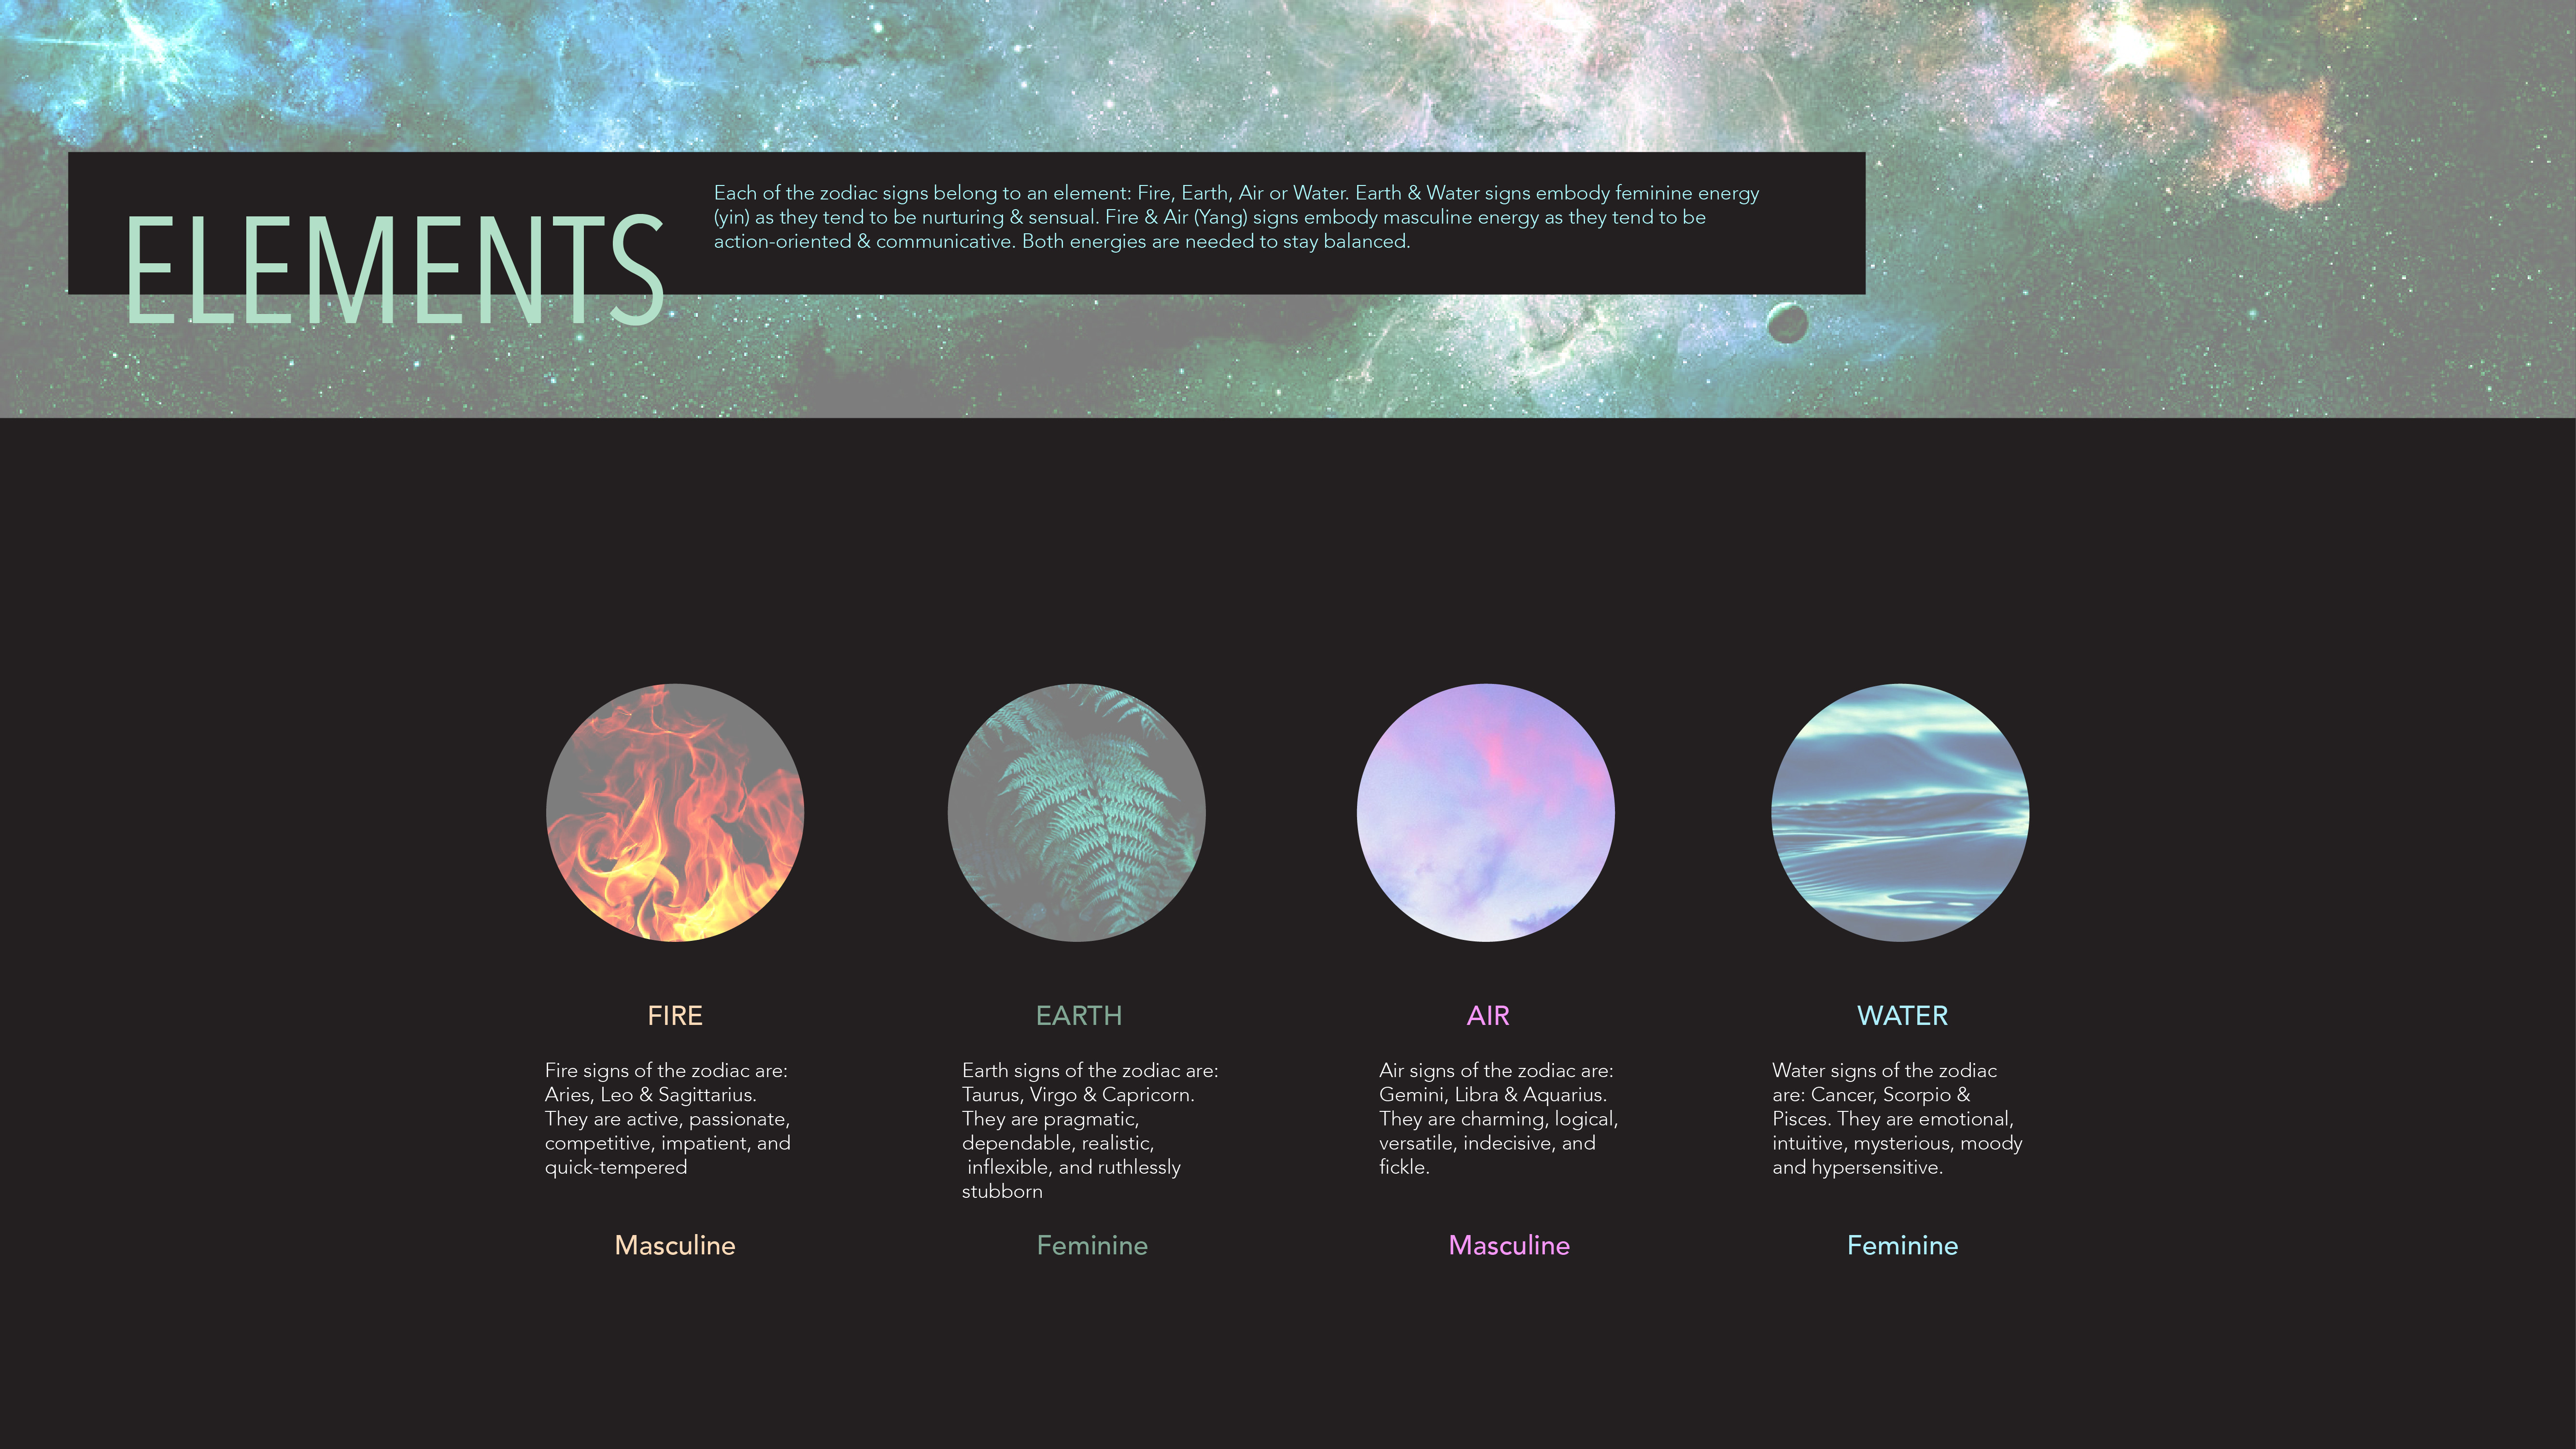 ELEMENTS
Each of the zodiac signs belong to an element: Fire, Earth, Air or Water. Earth & Water signs embody feminine energy
(yin) as they tend to be nurturing & sensual. Fire & Air (Yang) signs embody masculine energy as they tend to be
action-oriented & communicative. Both energies are needed to stay balanced.
FIRE
Fire signs of the zodiac are:
Aries, Leo & Sagittarius.
They are active, passionate,
competitive, impatient, and
quick-tempered
Masculine
EARTH
Earth signs of the zodiac are:
Taurus, Virgo & Capricorn.
They are pragmatic,
dependable, realistic,
inflexible, and ruthlessly
stubborn
Feminine
AIR
Air signs of the zodiac are:
Gemini, Libra & Aquarius.
They are charming, logical,
versatile, indecisive, and
fickle.
Masculine
WATER
Water signs of the zodiac
are: Cancer, Scorpio &
Pisces. They are emotional,
intuitive, mysterious, moody
and hypersensitive.
Feminine